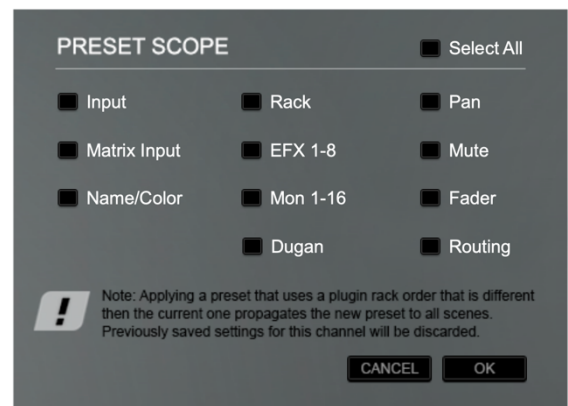 PRESET SCOPE
Select All
Input
Rack
Pan
Matrix Input
EFX 1-8
Mute
Name/Color
Mon 1-16
Fader
Dugan
Routing
!
Note: Applying a preset that uses a plugin rack order that is different
then the current one propagates the new preset to all scenes.
Previously saved settings for this channel will be discarded.
CANCEL
OK